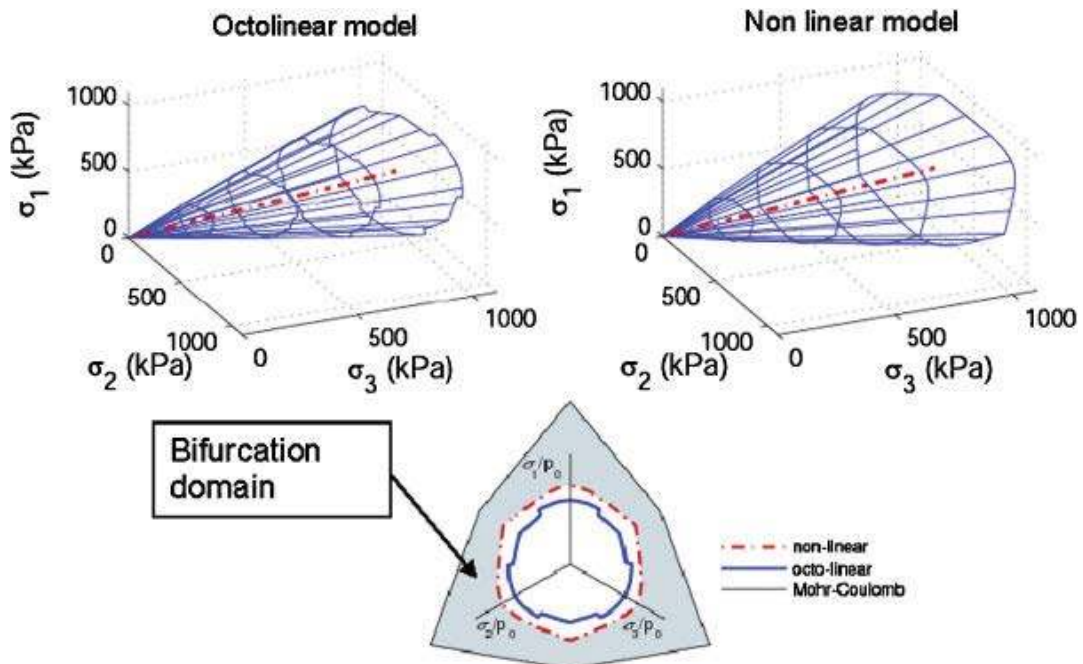 Octolinear model
Non linear model
σ1 (kPa)
1000
500
0
0
500
1000
σ2 (kPa)
0
500
1000
σ3 (kPa)
σ1 (kPa)
1000
500
0
0
500
1000
σ2 (kPa)
0
500
1000
σ3 (kPa)
Bifurcation
domain
σ1/p0
σ2/p0
σ3/p0
non-linear
octo-linear
Mohr-Coulomb